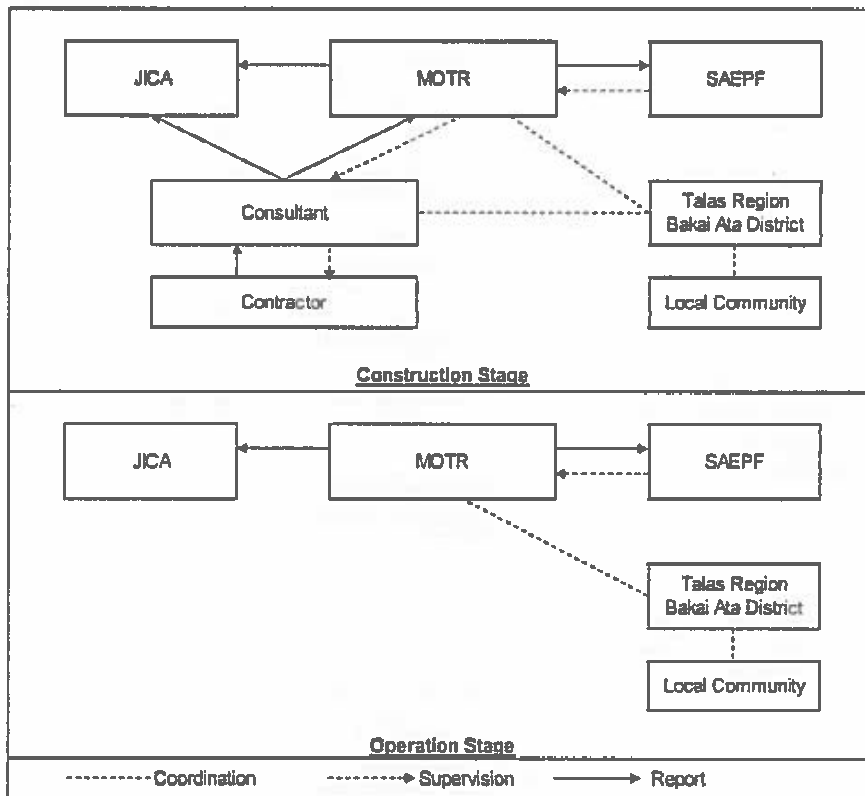 JICA
MOTR
SAEPF
Consultant
Talas Region
Bakai Ata District
Contractor
Local Community
Construction Stage
JICA
MOTR
SAEPF
Talas Region
Bakai Ata District
Local Community
Operation Stage
Coordination
Supervision
Report